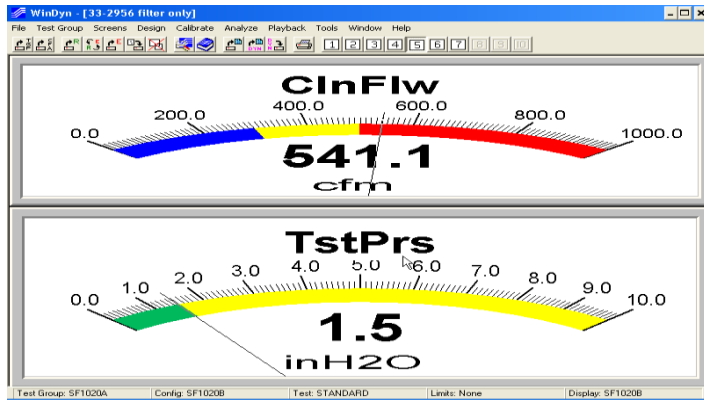 WinDyn - [33-2956 filter only]
File Test Group Screens Design Calibrate Analyze Playback Tools Window Help
1 2 3 4 5 6 7 8 9 10
ClnFlw
0.0 200.0 400.0 600.0 800.0 1000.0
541.1
cfm
TstPrs
0.0 1.0 2.0 3.0 4.0 5.0 6.0 7.0 8.0 9.0 10.0
1.5
inH2O
Test Group: SF1020A Config: SF1020B Test: STANDARD Limits: None Display: SF1020B